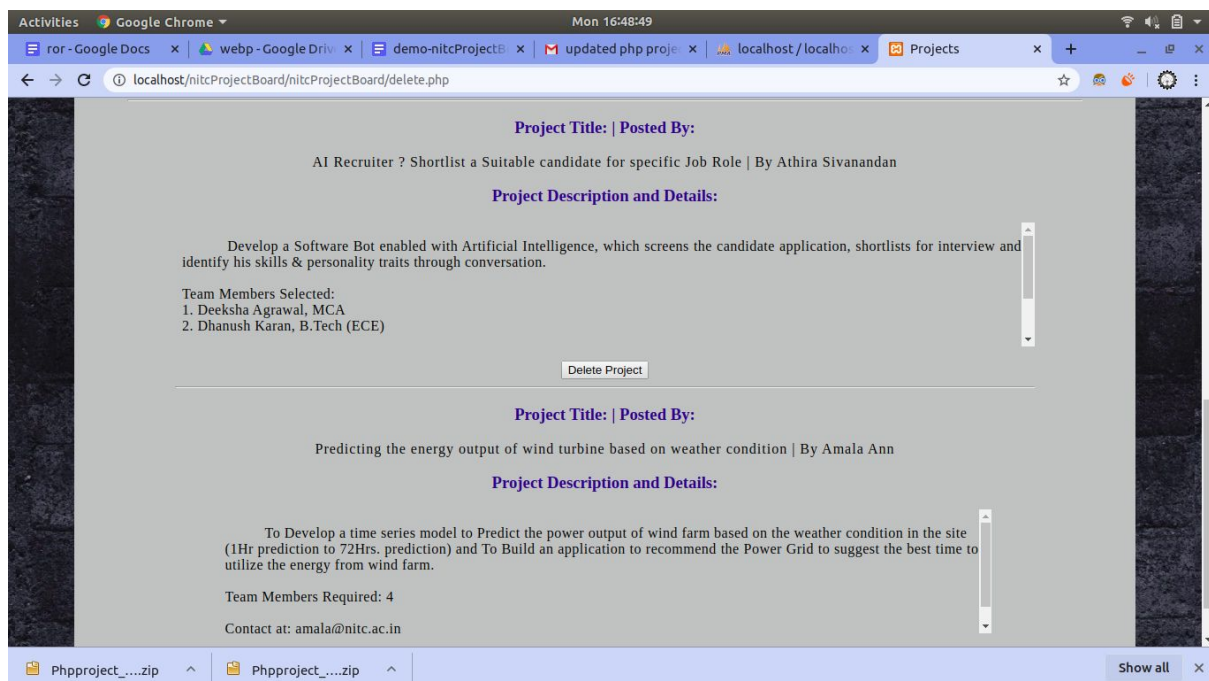 Activities Google Chrome Mon 16:48:49
ror - Google Docs webp - Google Driv demo-nitcProjectB updated php proje localhost / localhos Projects
localhost/nitcProjectBoard/nitcProjectBoard/delete.php
Project Title: | Posted By:
AI Recruiter ? Shortlist a Suitable candidate for specific Job Role | By Athira Sivanandan
Project Description and Details:
Develop a Software Bot enabled with Artificial Intelligence, which screens the candidate application, shortlists for interview and
identify his skills & personality traits through conversation.
Team Members Selected:
1. Deeksha Agrawal, MCA
2. Dhanush Karan, B.Tech (ECE)
Delete Project
Project Title: | Posted By:
Predicting the energy output of wind turbine based on weather condition | By Amala Ann
Project Description and Details:
To Develop a time series model to Predict the power output of wind farm based on the weather condition in the site
(1Hr prediction to 72Hrs. prediction) and To Build an application to recommend the Power Grid to suggest the best time to
utilize the energy from wind farm.
Team Members Required: 4
Contact at: amala@nitc.ac.in
Phpproject_....zip Phpproject_....zip Show all